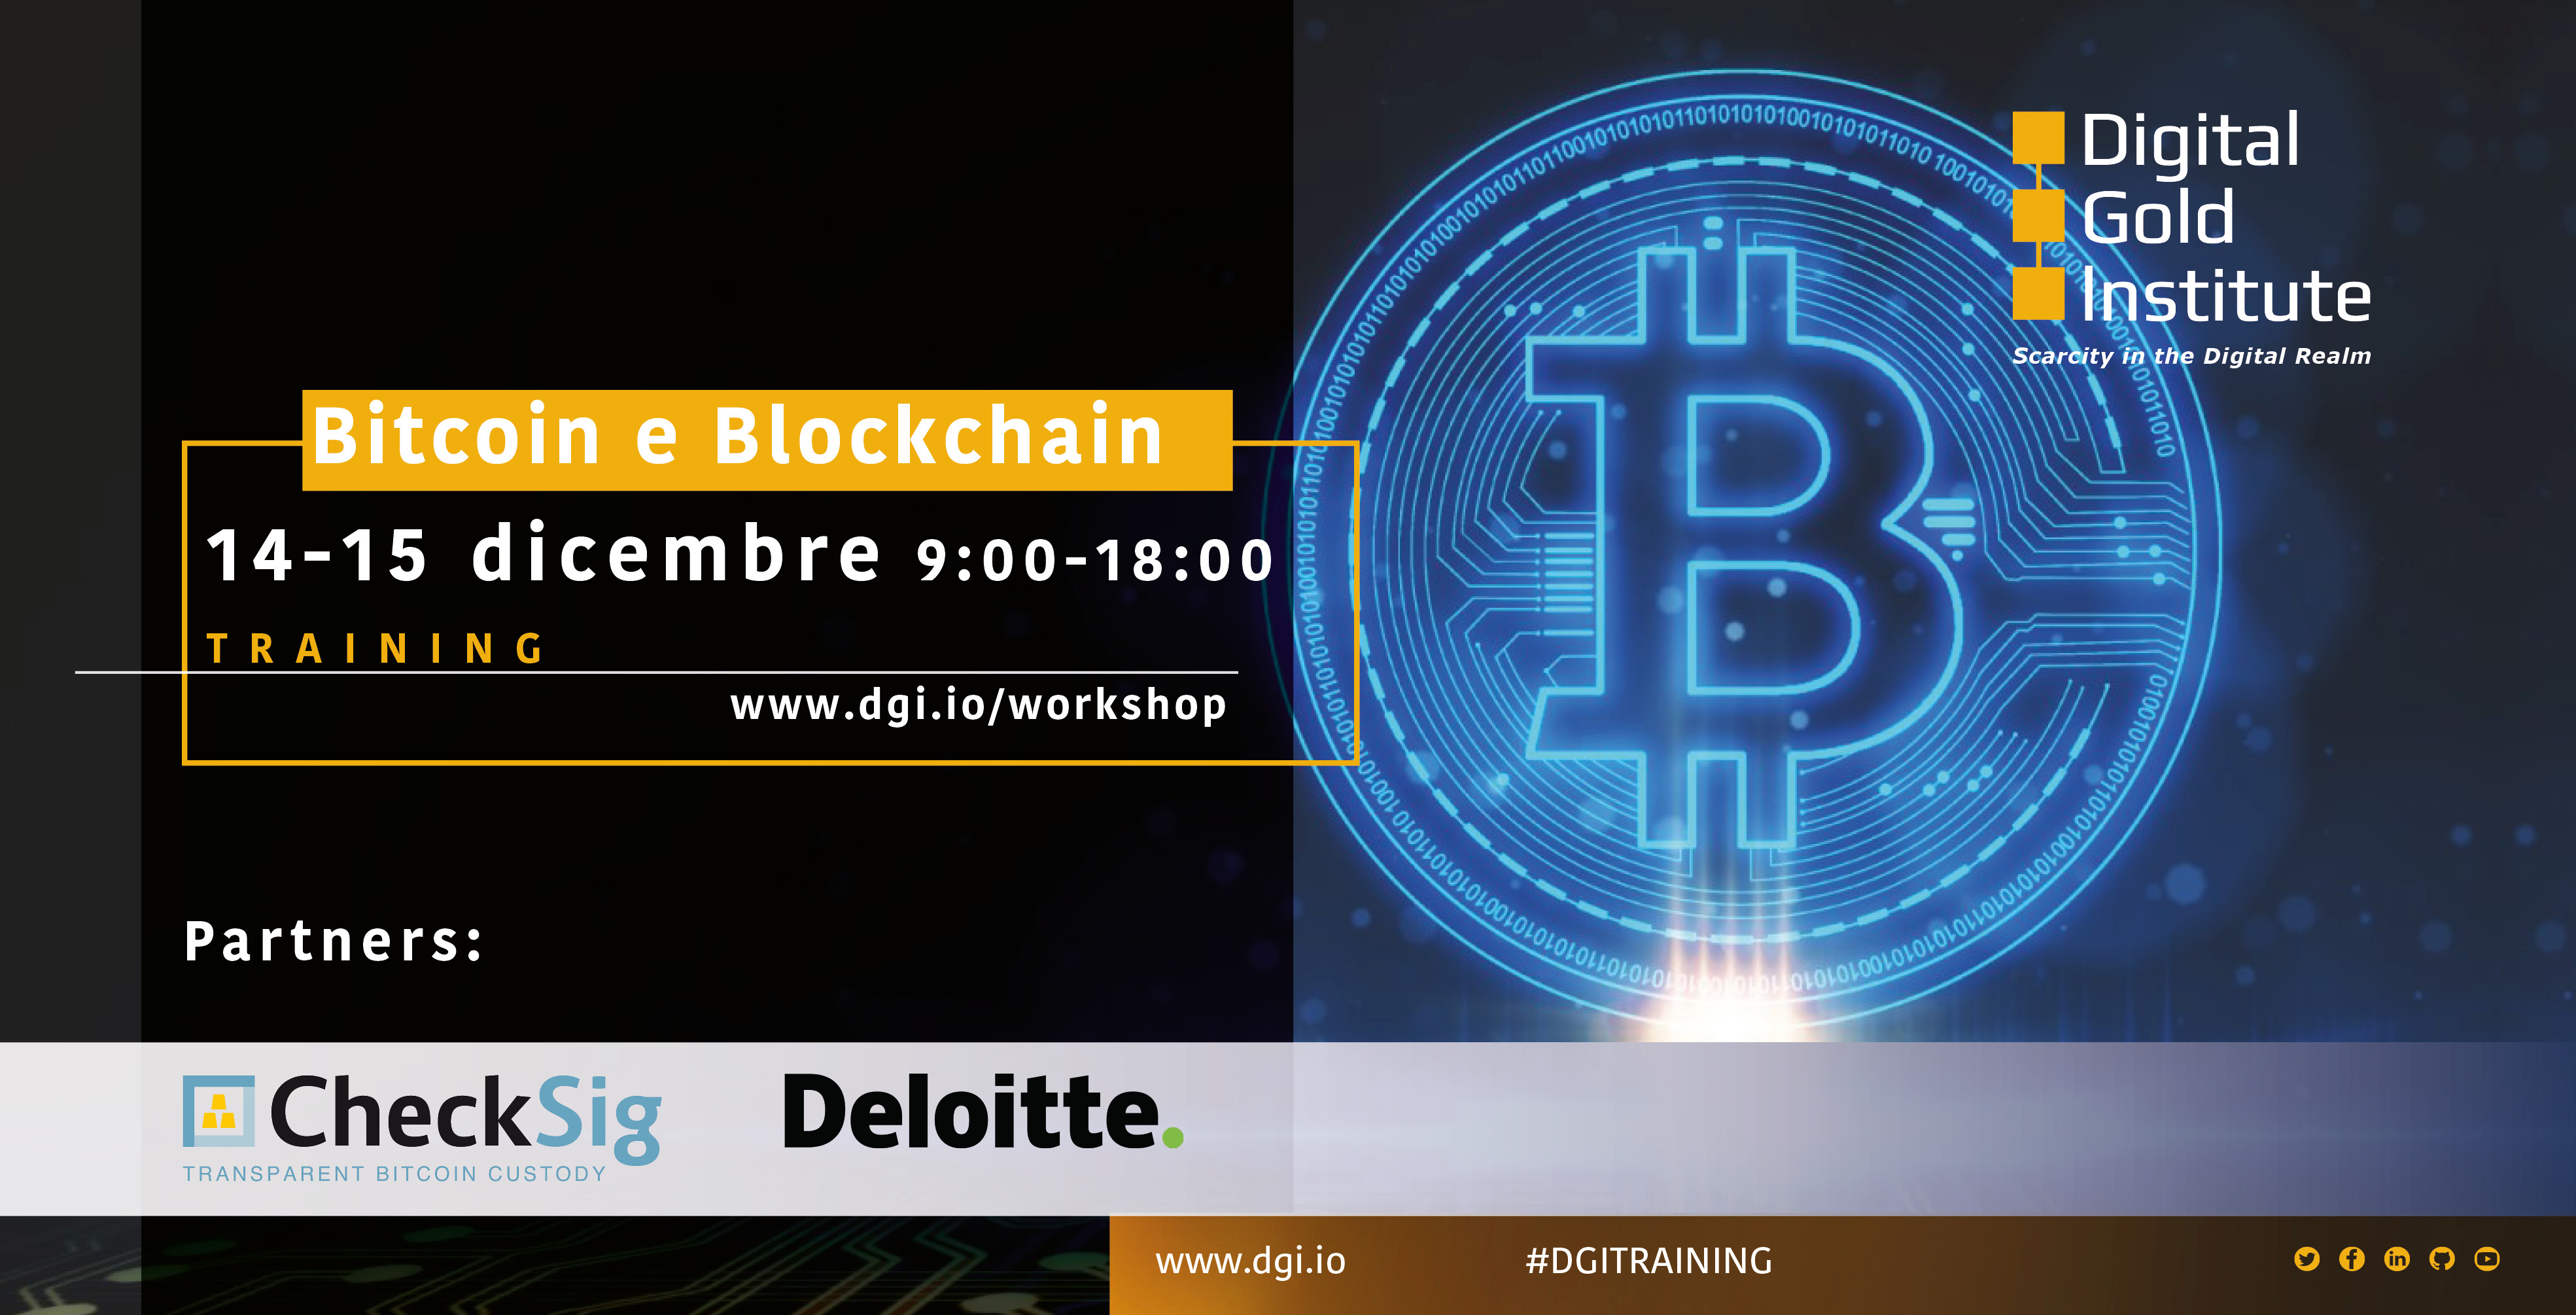 Digital
Gold
Institute
Scarcity in the Digital Realm
Bitcoin e Blockchain
14-15 dicembre 9:00-18:00
TRAINING
www.dgi.io/workshop
Partners:
CheckSig
TRANSPARENT BITCOIN CUSTODY
Deloitte.
www.dgi.io
#DGITRAINING